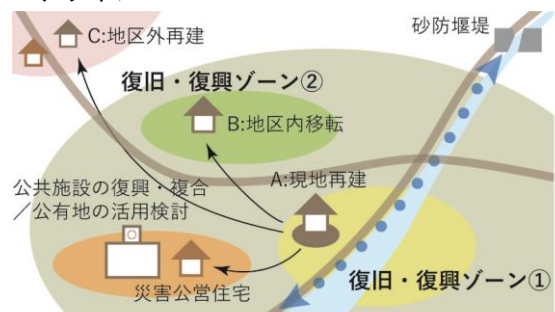 砂防堰堤
C:地区外再建
復旧・復興ゾーン②
B:地区内移転
A:現地再建
公共施設の復興・複合
／公有地の活用検討
災害公営住宅
復旧・復興ゾーン①